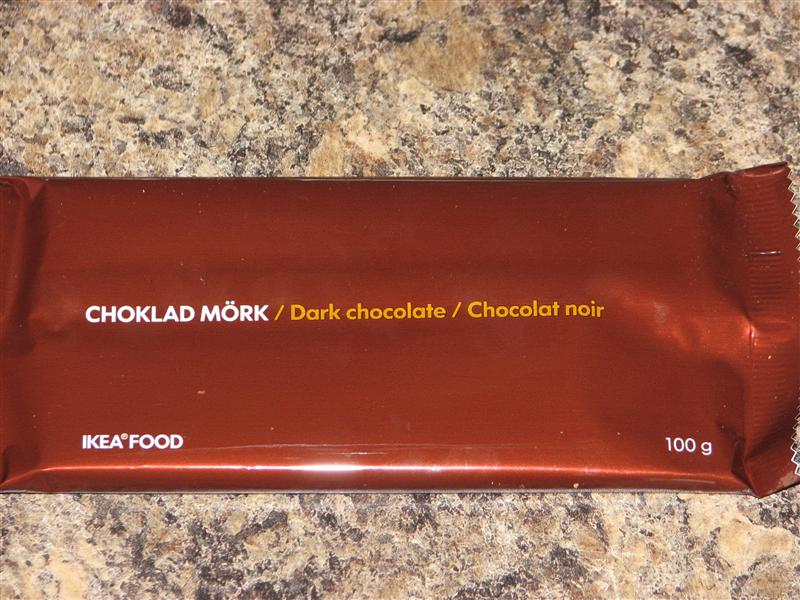 CHOKLAD MÖRK / Dark chocolate / Chocolat noir
IKEA® FOOD
100 g